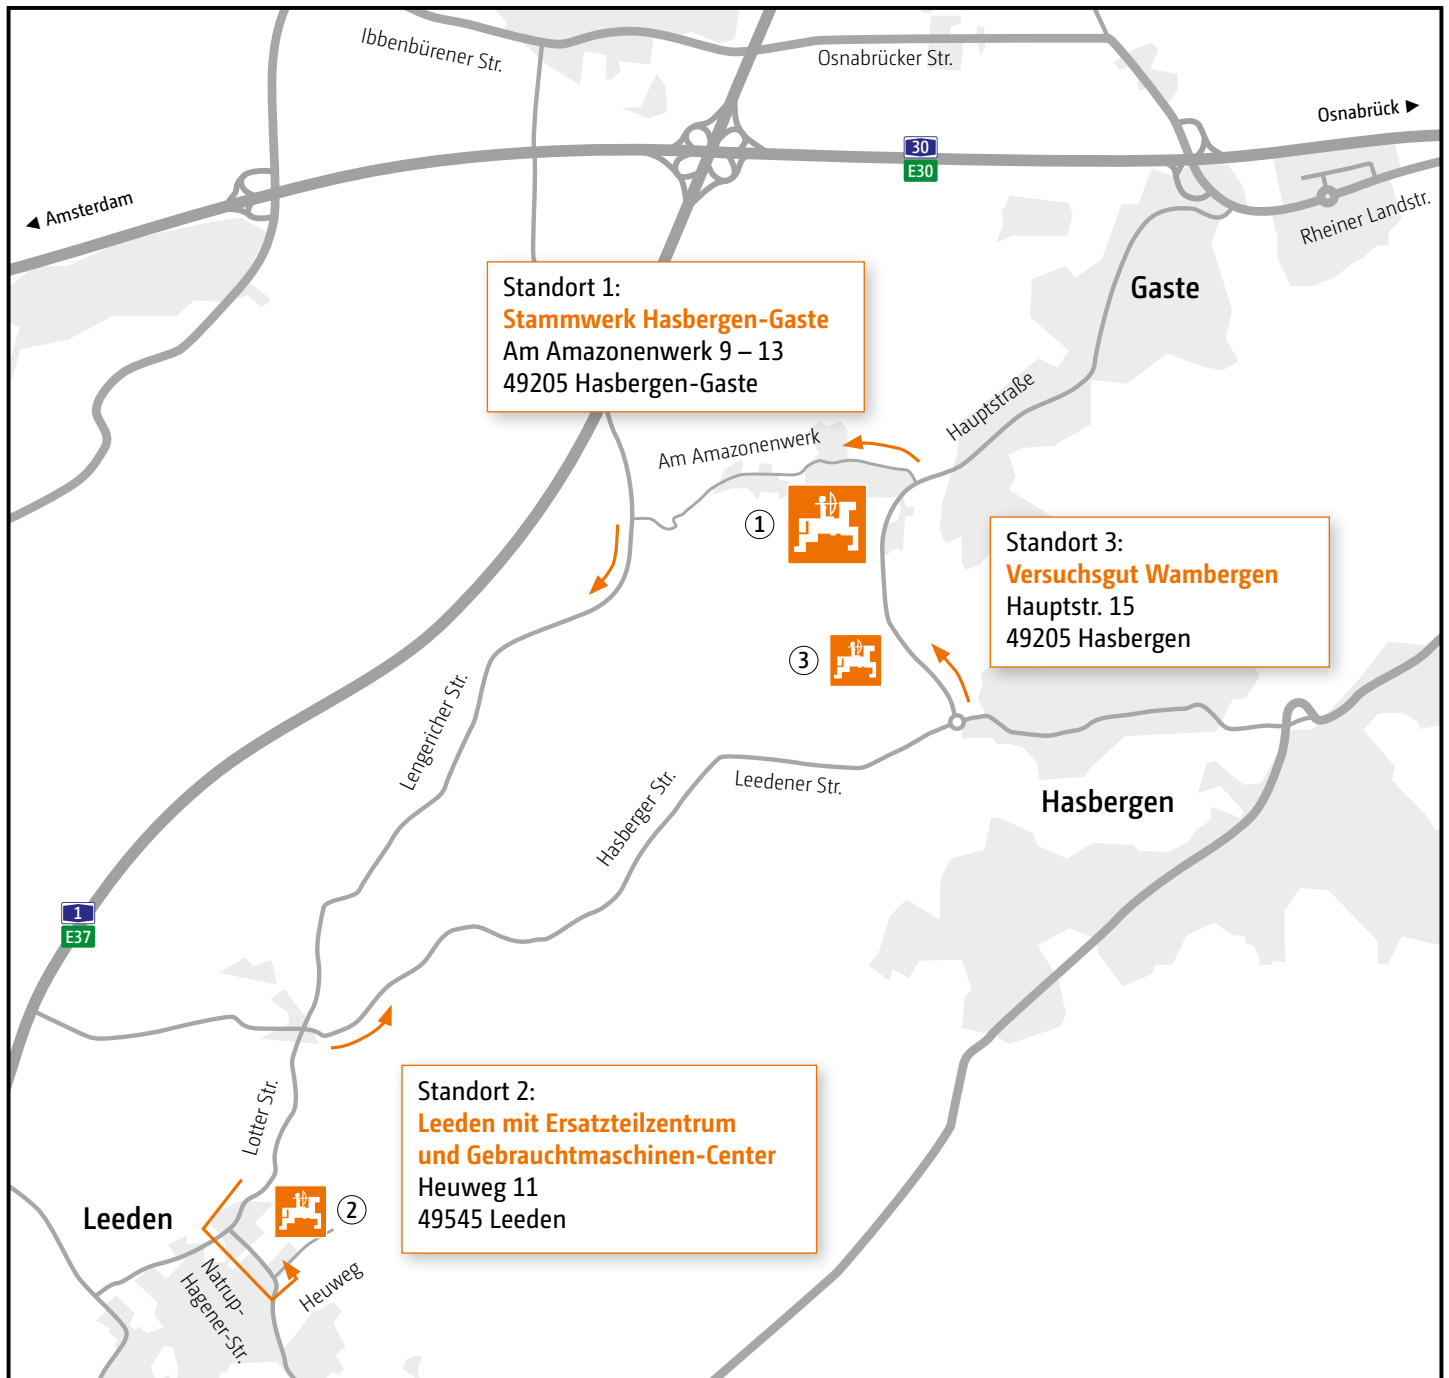 Ibbenbürener Str.
Osnabrücker Str.
Osnabrück ►
30
E30
◄ Amsterdam
Rheiner Landstr.
Gaste
Standort 1:
Stammwerk Hasbergen-Gaste
Am Amazonenwerk 9 – 13
49205 Hasbergen-Gaste
Hauptstraße
Am Amazonenwerk
1
Standort 3:
Versuchsgut Wambergen
Hauptstr. 15
49205 Hasbergen
3
Lengericher Str.
Hasberger Str.
Leedener Str.
Hasbergen
1
E37
Standort 2:
Leeden mit Ersatzteilzentrum
und Gebrauchtmaschinen-Center
Heuweg 11
49545 Leeden
Lotter Str.
Leeden
2
Natrup-
Hagener-Str.
Heuweg